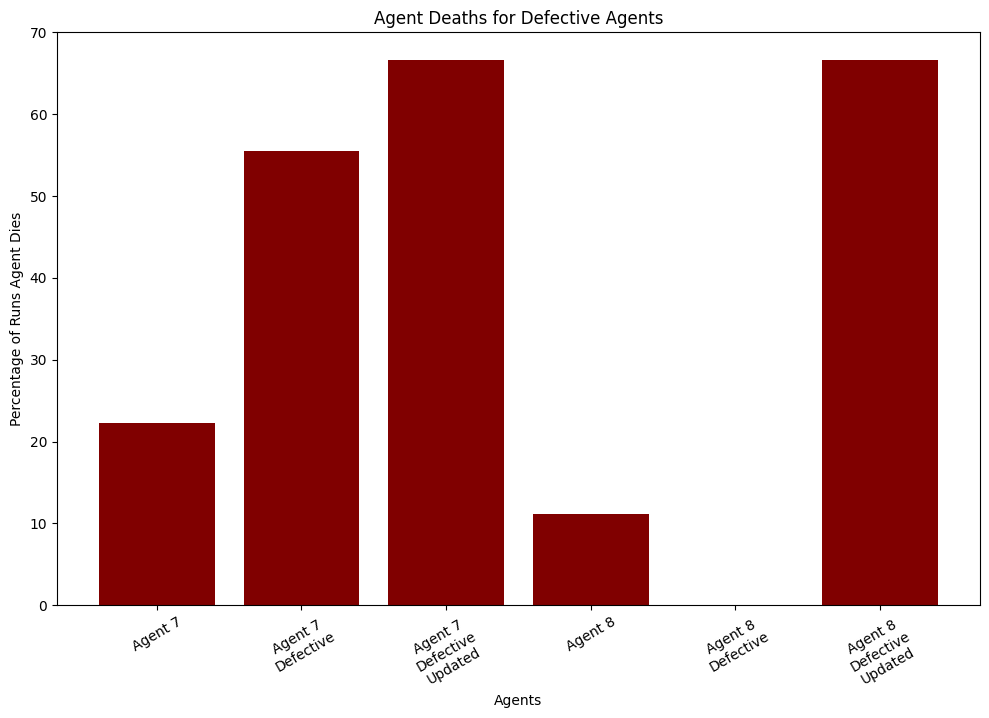 Agent Deaths for Defective Agents
Percentage of Runs Agent Dies
70
60
50
40
30
20
10
0
Agent 7
Agent 7
Defective
Agent 7
Defective
Updated
Agent 8
Agent 8
Defective
Agent 8
Defective
Updated
Agents